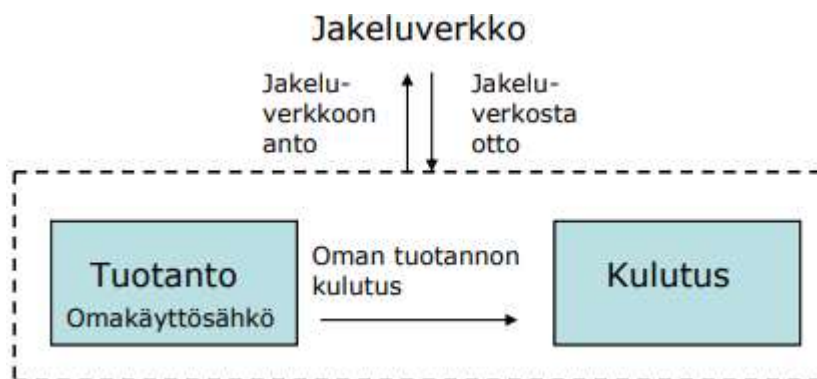 Jakeluverkko
Jakelu-
verkkoon
anto
Jakelu-
verkosta
otto
Tuotanto
Omakäyttösähkö
Oman tuotannon
kulutus
Kulutus